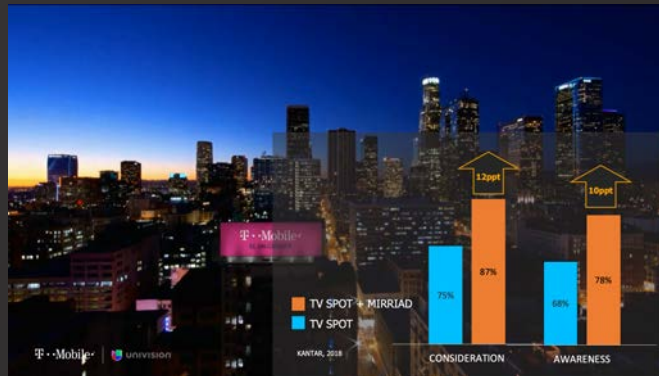 T··Mobile·
12ppt
10ppt
87%
78%
75%
68%
TV SPOT + MIRRIAD
TV SPOT
T··Mobile· univision
KANTAR, 2018
CONSIDERATION
AWARENESS